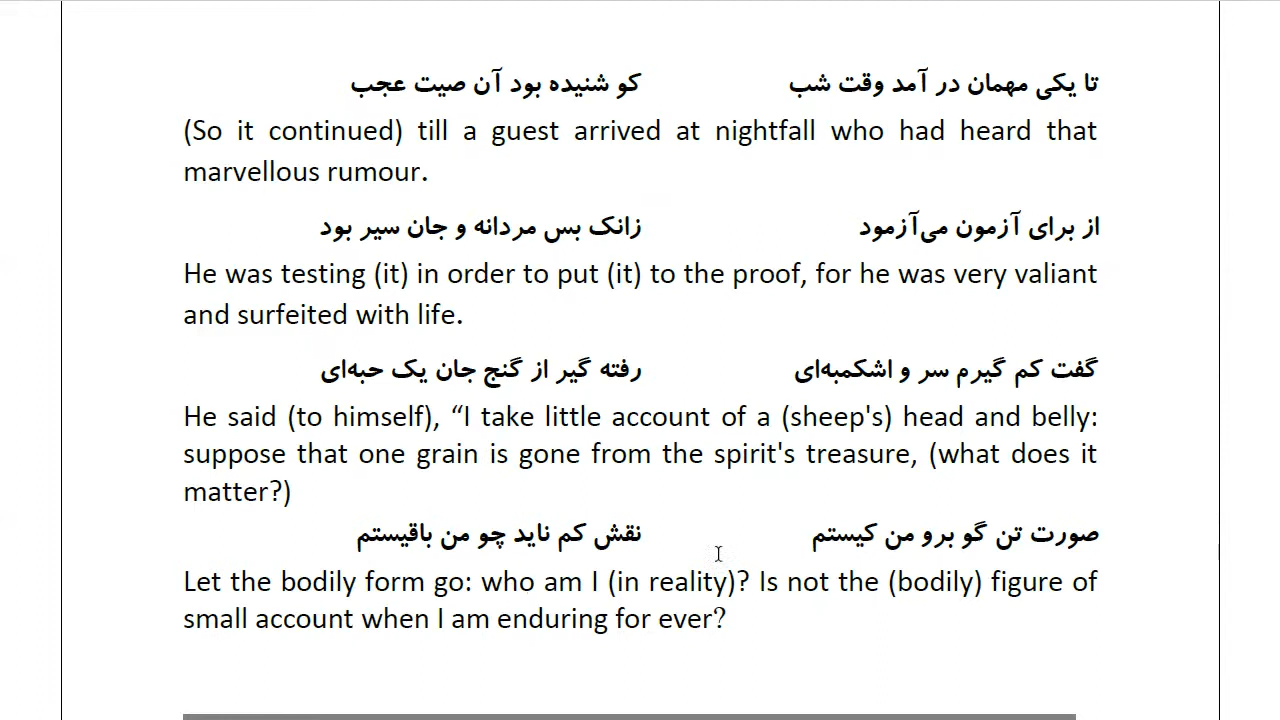 تا یکی مهمان در آمد وقت شب کو شنیده بود آن صیت عجب
(So it continued) till a guest arrived at nightfall who had heard that
marvellous rumour.
از برای آزمون می‌آزمود زانک بس مردانه و جان سیر بود
He was testing (it) in order to put (it) to the proof, for he was very valiant
and surfeited with life.
گفت کم گیرم سر و اشکمبه‌ای رفته گیر از گنج جان یک حبه‌ای
He said (to himself), “I take little account of a (sheep's) head and belly:
suppose that one grain is gone from the spirit's treasure, (what does it
matter?)
صورت تن گو برو من کیستم نقش کم ناید چو من باقیستم
Let the bodily form go: who am I (in reality)? Is not the (bodily) figure of
small account when I am enduring for ever?